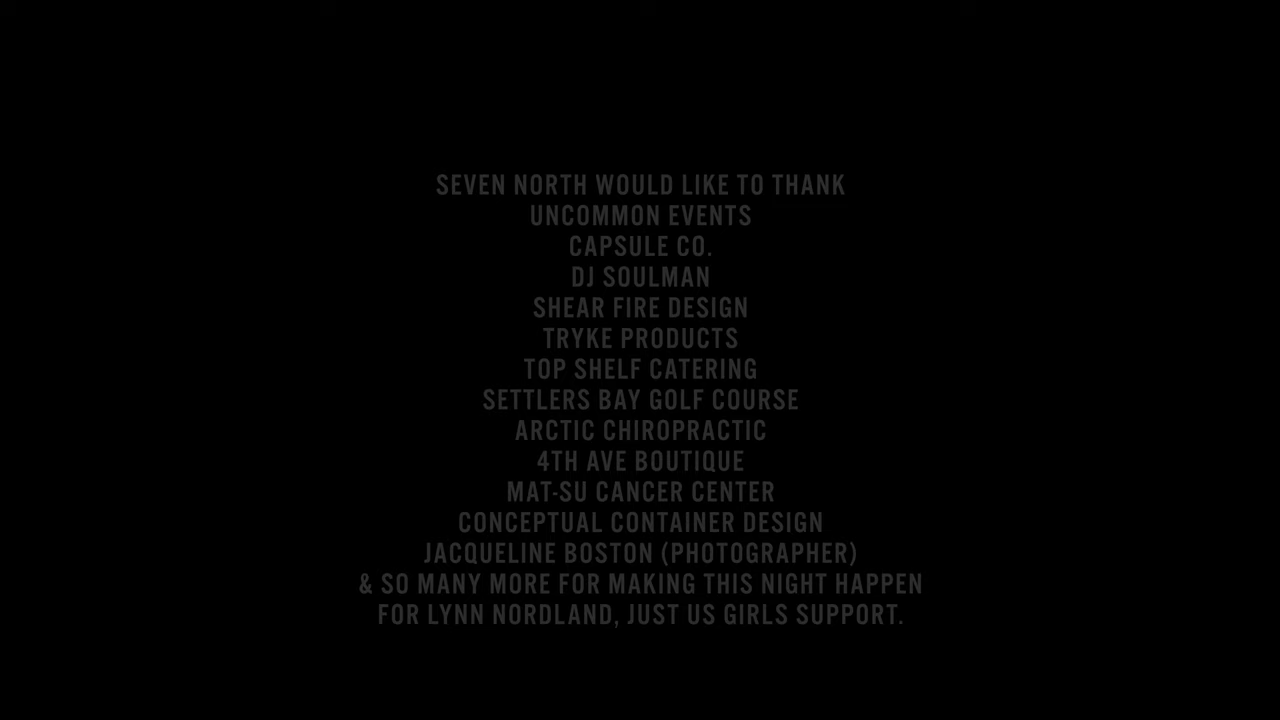 SEVEN NORTH WOULD LIKE TO THANK
UNCOMMON EVENTS
CAPSULE CO.
DJ SOULMAN
SHEAR FIRE DESIGN
TRYKE PRODUCTS
TOP SHELF CATERING
SETTLERS BAY GOLF COURSE
ARCTIC CHIROPRACTIC
4TH AVE BOUTIQUE
MAT-SU CANCER CENTER
CONCEPTUAL CONTAINER DESIGN
JACQUELINE BOSTON (PHOTOGRAPHER)
& SO MANY MORE FOR MAKING THIS NIGHT HAPPEN
FOR LYNN NORDLAND, JUST US GIRLS SUPPORT.